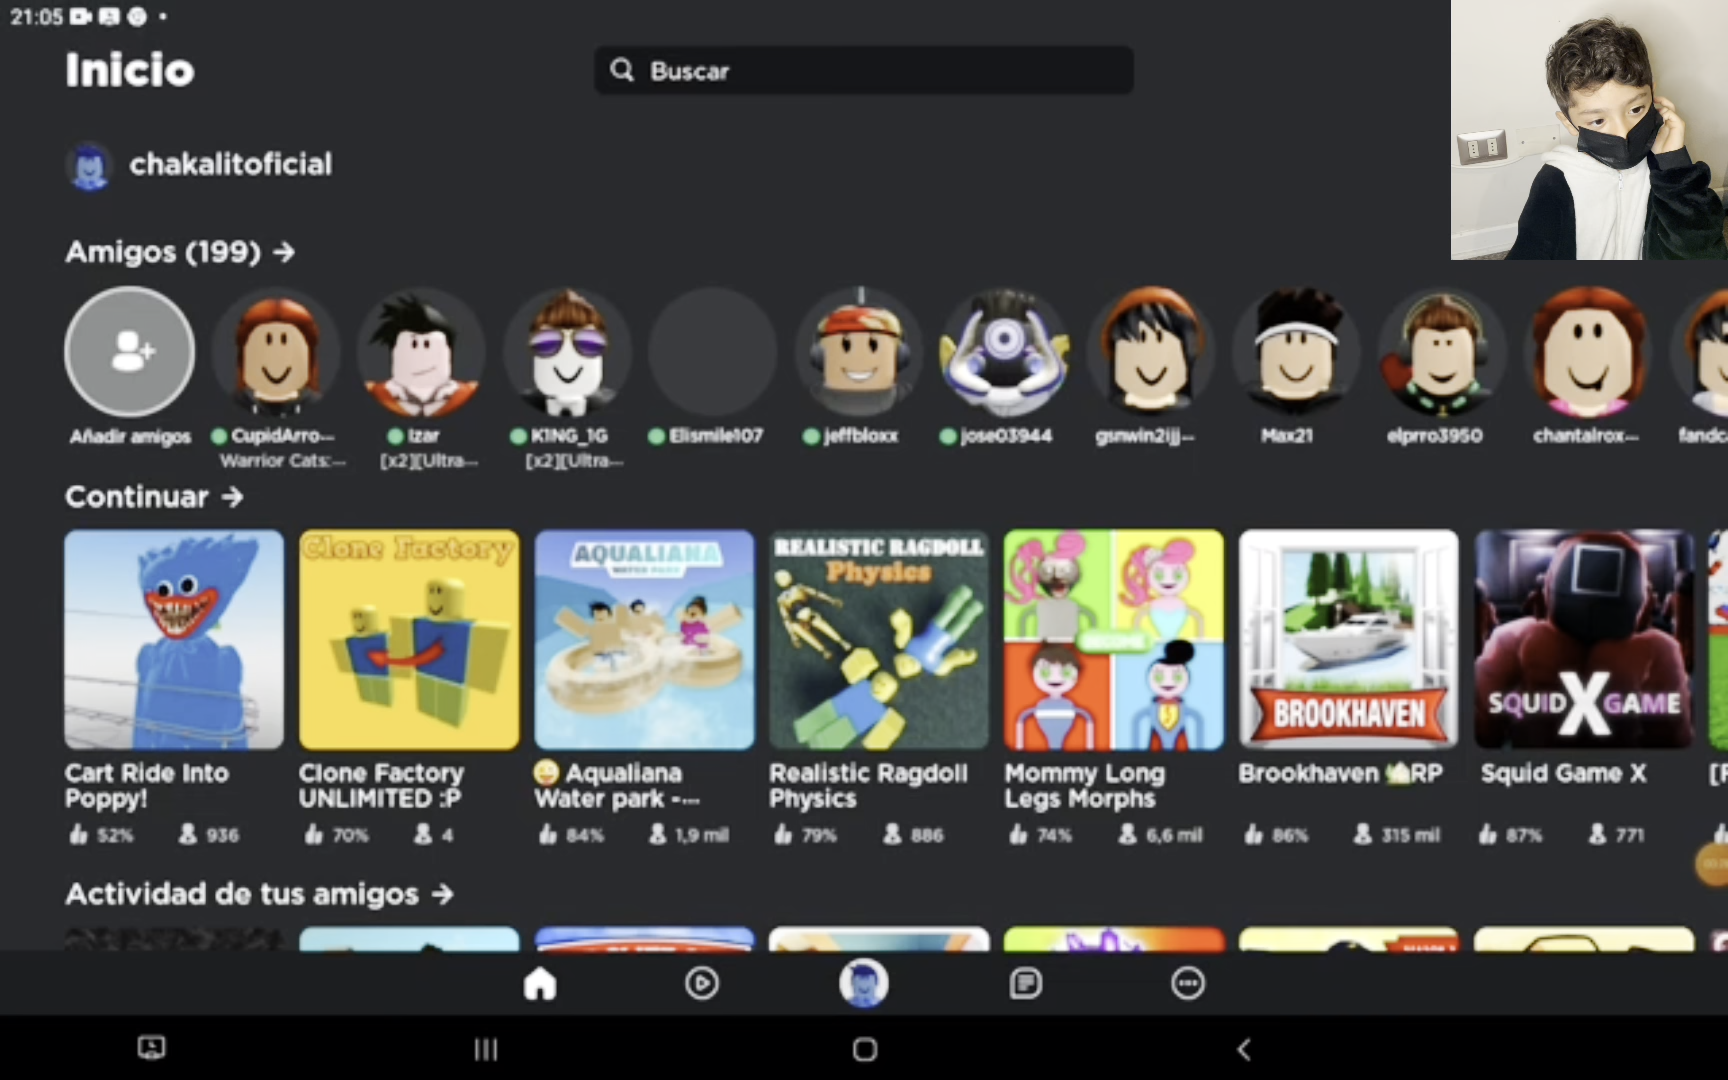 21:05
Inicio
Buscar
chakalitoficial
Amigos (199) →
Añadir amigos
CupidArro...
Warrior Cats:...
Izar
[x2][Ultra...
K1NG_1G
[x2][Ultra...
Elismile107
jeffbloxx
jose03944
gsnwin2ijj...
Max21
elprro3950
chantalrox...
fandc
Continuar →
Clone Factory
AQUALIANA
WATER PARK
REALISTIC RAGDOLL
Physics
BROOKHAVEN
SQUID X GAME
Cart Ride Into
Poppy!
52% 936
Clone Factory
UNLIMITED :P
70% 4
Aqualiana
Water park -...
84% 1,9 mil
Realistic Ragdoll
Physics
79% 886
Mommy Long
Legs Morphs
74% 6,6 mil
Brookhaven RP
86% 315 mil
Squid Game X
87% 771
Actividad de tus amigos →